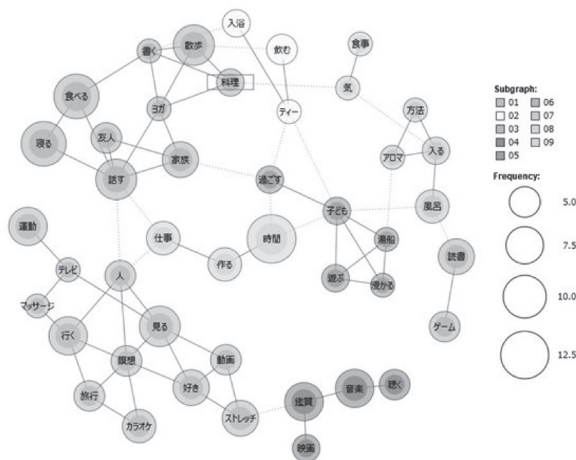 入浴
散歩
書く
飲む
食事
料理
気
食べる
ヨガ
ティー
方法
友人
寝る
家族
アロマ
入る
話す
過ごす
子ども
風呂
運動
仕事
時間
湯船
作る
読書
テレビ
人
遊ぶ
浸かる
マッサージ
行く
見る
ゲーム
瞑想
動画
旅行
好き
カラオケ
ストレッチ
鑑賞
音楽
聴く
映画
Subgraph:
01 06
02 07
03 08
04 09
05
Frequency:
5.0
7.5
10.0
12.5